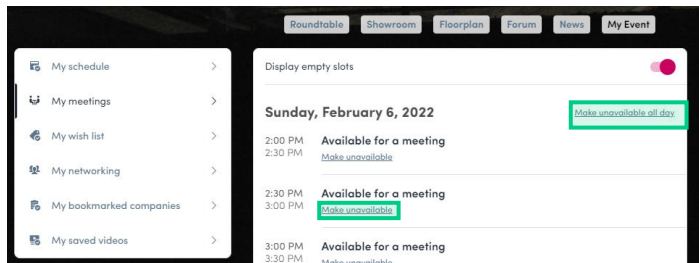 Roundtable Showroom Floorplan Forum News My Event
My schedule
My meetings
My wish list
My networking
My bookmarked companies
My saved videos
Display empty slots
Sunday, February 6, 2022 Make unavailable all day
2:00 PM Available for a meeting
2:30 PM Make unavailable
2:30 PM Available for a meeting
3:00 PM Make unavailable
3:00 PM Available for a meeting
3:30 PM Make unavailable